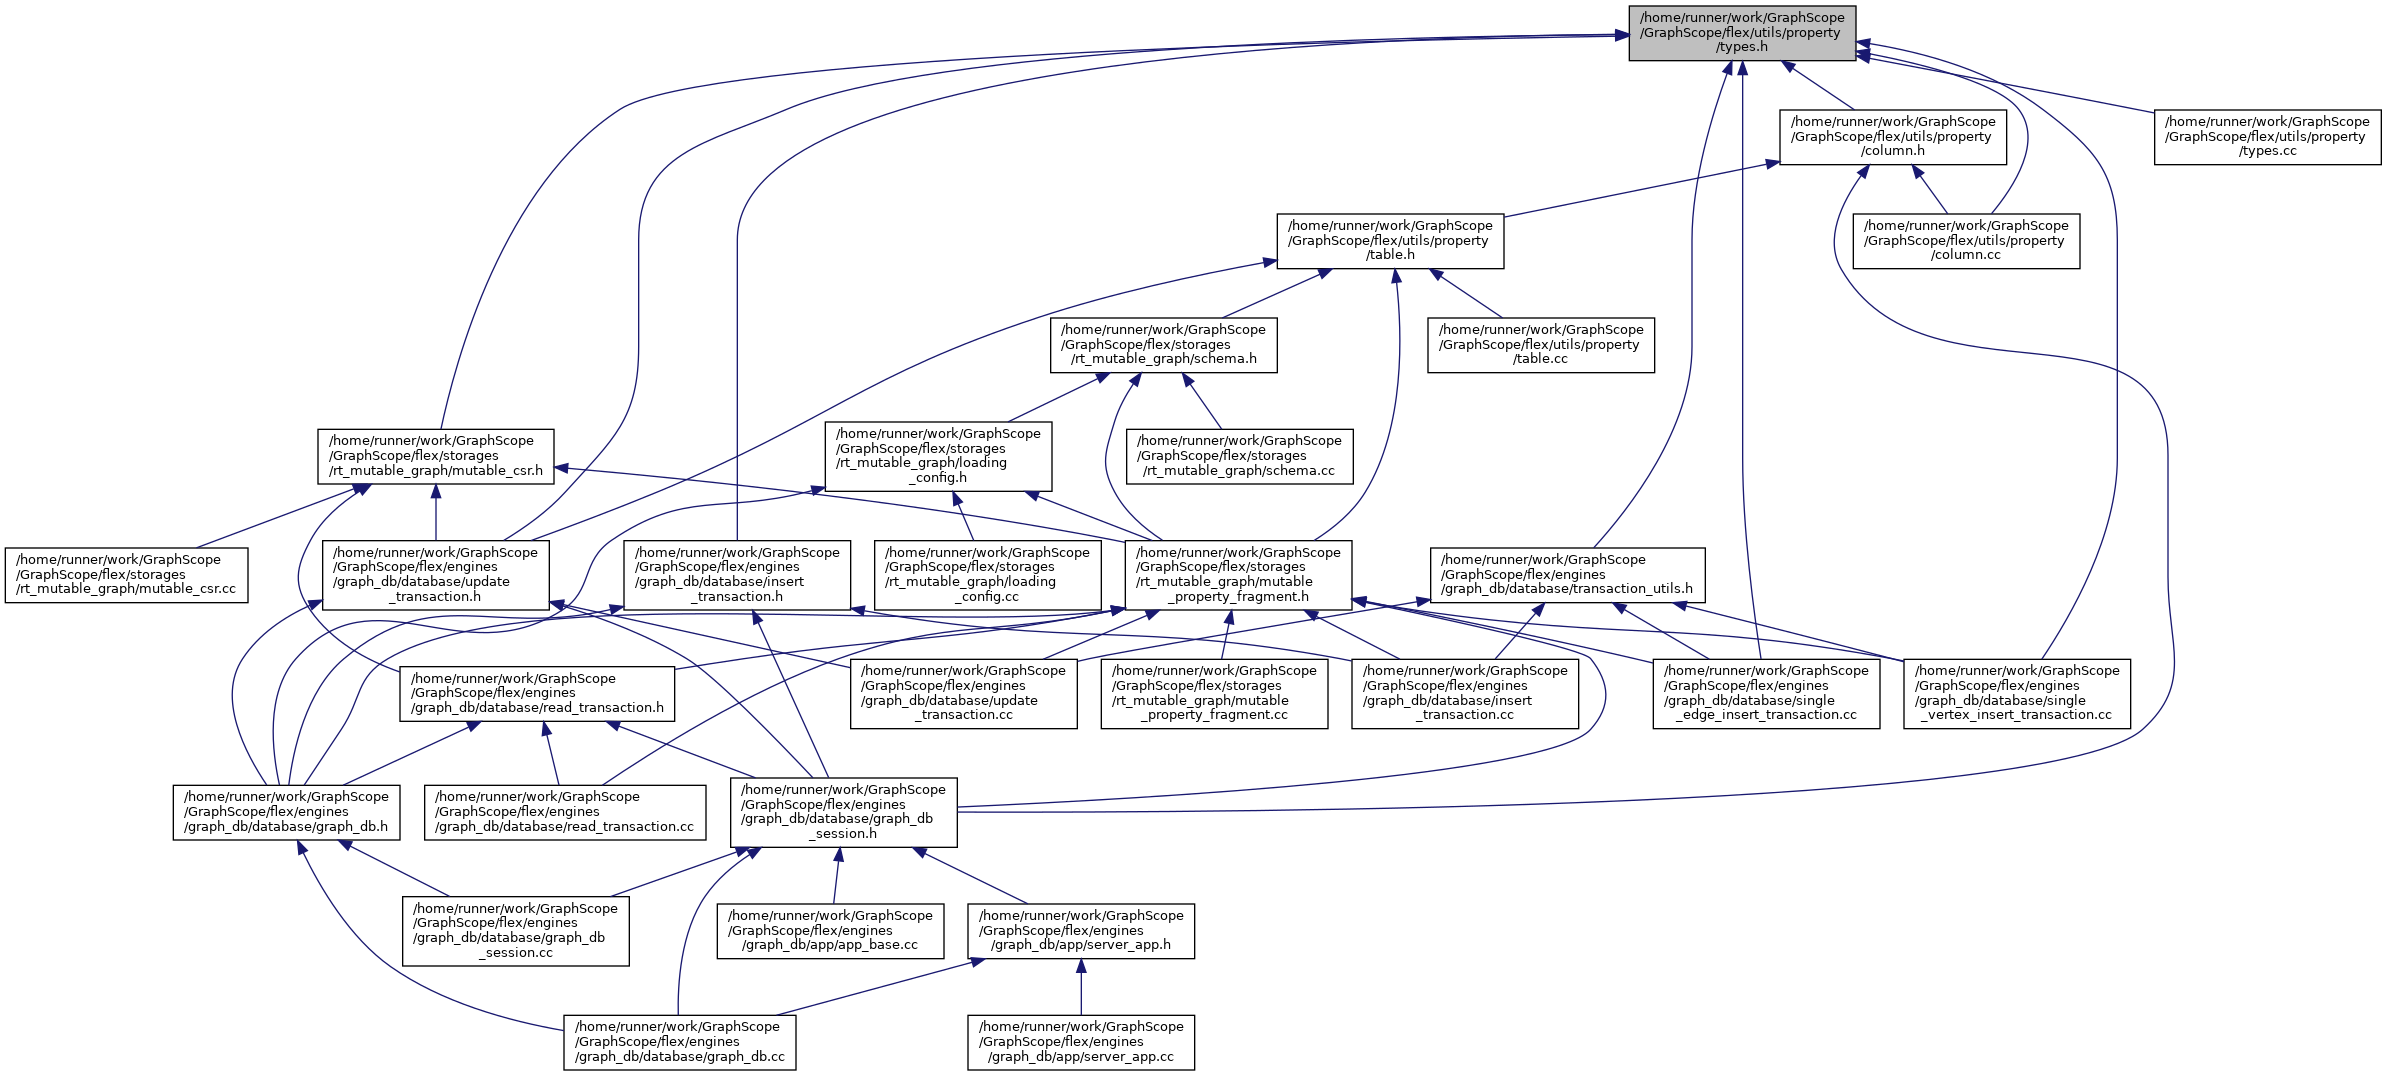 /home/runner/work/GraphScope
/GraphScope/flex/utils/property
/types.h
/home/runner/work/GraphScope
/GraphScope/flex/utils/property
/column.h
/home/runner/work/GraphScope
/GraphScope/flex/utils/property
/types.cc
/home/runner/work/GraphScope
/GraphScope/flex/utils/property
/table.h
/home/runner/work/GraphScope
/GraphScope/flex/utils/property
/column.cc
/home/runner/work/GraphScope
/GraphScope/flex/storages
/rt_mutable_graph/schema.h
/home/runner/work/GraphScope
/GraphScope/flex/utils/property
/table.cc
/home/runner/work/GraphScope
/GraphScope/flex/storages
/rt_mutable_graph/mutable_csr.h
/home/runner/work/GraphScope
/GraphScope/flex/storages
/rt_mutable_graph/loading
_config.h
/home/runner/work/GraphScope
/GraphScope/flex/storages
/rt_mutable_graph/schema.cc
/home/runner/work/GraphScope
/GraphScope/flex/storages
/rt_mutable_graph/mutable_csr.cc
/home/runner/work/GraphScope
/GraphScope/flex/engines
/graph_db/database/update
_transaction.h
/home/runner/work/GraphScope
/GraphScope/flex/engines
/graph_db/database/insert
_transaction.h
/home/runner/work/GraphScope
/GraphScope/flex/storages
/rt_mutable_graph/loading
_config.cc
/home/runner/work/GraphScope
/GraphScope/flex/storages
/rt_mutable_graph/mutable
_property_fragment.h
/home/runner/work/GraphScope
/GraphScope/flex/engines
/graph_db/database/transaction_utils.h
/home/runner/work/GraphScope
/GraphScope/flex/engines
/graph_db/database/read_transaction.h
/home/runner/work/GraphScope
/GraphScope/flex/engines
/graph_db/database/update
_transaction.cc
/home/runner/work/GraphScope
/GraphScope/flex/storages
/rt_mutable_graph/mutable
_property_fragment.cc
/home/runner/work/GraphScope
/GraphScope/flex/engines
/graph_db/database/insert
_transaction.cc
/home/runner/work/GraphScope
/GraphScope/flex/engines
/graph_db/database/single
_edge_insert_transaction.cc
/home/runner/work/GraphScope
/GraphScope/flex/engines
/graph_db/database/single
_vertex_insert_transaction.cc
/home/runner/work/GraphScope
/GraphScope/flex/engines
/graph_db/database/graph_db.h
/home/runner/work/GraphScope
/GraphScope/flex/engines
/graph_db/database/read_transaction.cc
/home/runner/work/GraphScope
/GraphScope/flex/engines
/graph_db/database/graph_db
_session.h
/home/runner/work/GraphScope
/GraphScope/flex/engines
/graph_db/database/graph_db
_session.cc
/home/runner/work/GraphScope
/GraphScope/flex/engines
/graph_db/app/app_base.cc
/home/runner/work/GraphScope
/GraphScope/flex/engines
/graph_db/app/server_app.h
/home/runner/work/GraphScope
/GraphScope/flex/engines
/graph_db/database/graph_db.cc
/home/runner/work/GraphScope
/GraphScope/flex/engines
/graph_db/app/server_app.cc